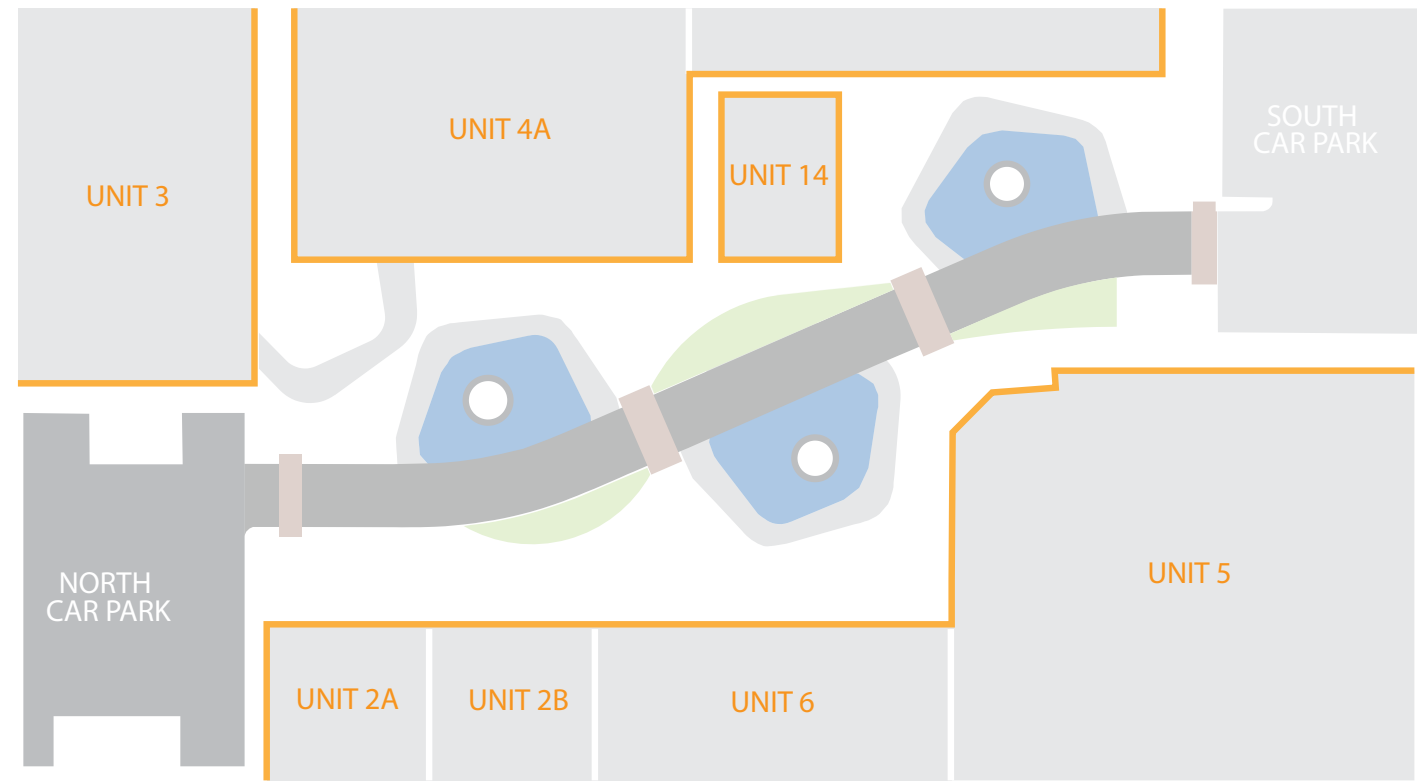 SOUTH
CAR PARK
UNIT 4A
UNIT 14
UNIT 3
NORTH
CAR PARK
UNIT 5
UNIT 2A
UNIT 2B
UNIT 6